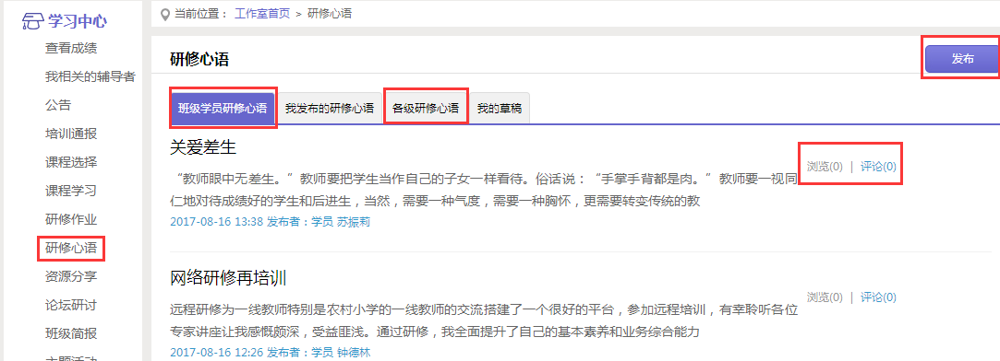 学习中心
查看成绩
我相关的辅导者
公告
培训通报
课程选择
课程学习
研修作业
研修心语
资源分享
论坛研讨
班级简报
主题活动
当前位置： 工作室首页 > 研修心语
研修心语
发布
班级学员研修心语 我发布的研修心语 各级研修心语 我的草稿
关爱差生
“教师眼中无差生。”教师要把学生当作自己的子女一样看待。俗话说：“手掌手背都是肉。”教师要一视同
仁地对待成绩好的学生和后进生，当然，需要一种气度，需要一种胸怀，更需要转变传统的教
浏览(0) | 评论(0)
2017-08-16 13:38 发布者：学员 苏振莉
网络研修再培训
远程研修为一线教师特别是农村小学的一线教师的交流搭建了一个很好的平台，参加远程培训，有幸聆听各位
专家讲座让我感慨颇深，受益匪浅。通过研修，我全面提升了自己的基本素养和业务综合能力
浏览(0) | 评论(0)
2017-08-16 12:26 发布者：学员 钟德林